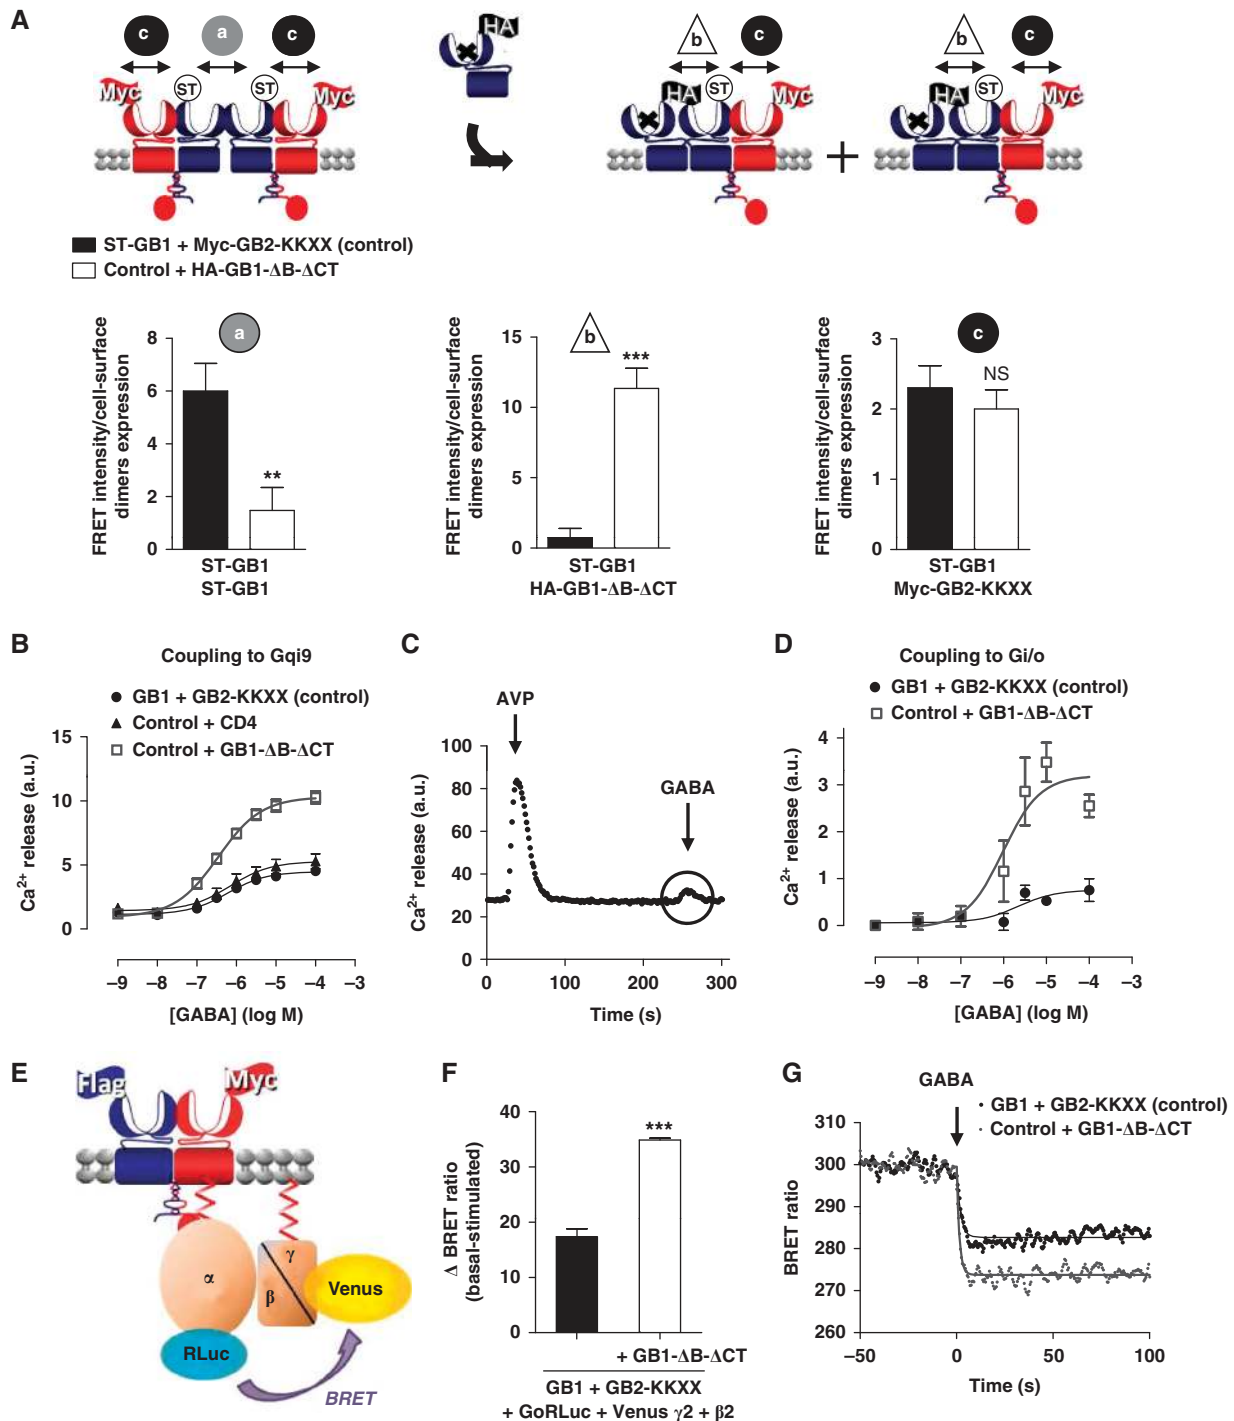 A
c a c
HA
b c b c
ST ST
Myc Myc
HA ST Myc
HA ST Myc
+
ST-GB1 + Myc-GB2-KKXX (control)
Control + HA-GB1-ΔB-ΔCT
FRET intensity/cell-surface
dimers expression
8
6
4
2
0
a
**
ST-GB1
ST-GB1
FRET intensity/cell-surface
dimers expression
15
10
5
0
b
***
ST-GB1
HA-GB1-ΔB-ΔCT
FRET intensity/cell-surface
dimers expression
3
2
1
0
c
NS
ST-GB1
Myc-GB2-KKXX
B
Coupling to Gqi9
GB1 + GB2-KKXX (control)
Control + CD4
Control + GB1-ΔB-ΔCT
Ca2+ release (a.u.)
15
10
5
0
–9 –8 –7 –6 –5 –4 –3
[GABA] (log M)
C
AVP
GABA
Ca2+ release (a.u.)
100
80
60
40
20
0
0 100 200 300
Time (s)
D
Coupling to Gi/o
GB1 + GB2-KKXX (control)
Control + GB1-ΔB-ΔCT
Ca2+ release (a.u.)
4
3
2
1
0
–9 –8 –7 –6 –5 –4 –3
[GABA] (log M)
E
Flag Myc
α
γ
β
Venus
RLuc
BRET
F
Δ BRET ratio
(basal-stimulated)
40
30
20
10
0
***
+ GB1-ΔB-ΔCT
GB1 + GB2-KKXX
+ GoRLuc + Venus γ2 + β2
G
GABA
GB1 + GB2-KKXX (control)
Control + GB1-ΔB-ΔCT
BRET ratio
310
300
290
280
270
260
–50 0 50 100
Time (s)